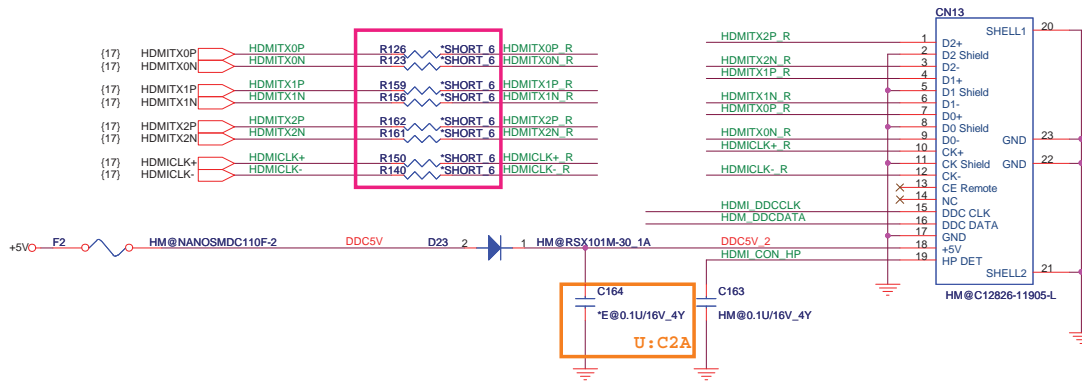 CN13
{17} HDMITX0P HDMITX0P R126 *SHORT_6 HDMITX0P_R
{17} HDMITX0N HDMITX0N R123 *SHORT_6 HDMITX0N_R
{17} HDMITX1P HDMITX1P R159 *SHORT_6 HDMITX1P_R
{17} HDMITX1N HDMITX1N R156 *SHORT_6 HDMITX1N_R
{17} HDMITX2P HDMITX2P R162 *SHORT_6 HDMITX2P_R
{17} HDMITX2N HDMITX2N R161 *SHORT_6 HDMITX2N_R
{17} HDMICLK+ HDMICLK+ R150 *SHORT_6 HDMICLK+_R
{17} HDMICLK- HDMICLK- R140 *SHORT_6 HDMICLK-_R
SHELL1 20
HDMITX2P_R 1 D2+
2 D2 Shield
HDMITX2N_R 3 D2-
HDMITX1P_R 4 D1+
5 D1 Shield
HDMITX1N_R 6 D1-
HDMITX0P_R 7 D0+
8 D0 Shield
HDMITX0N_R 9 D0- GND 23
HDMICLK+_R 10 CK+
11 CK Shield GND 22
HDMICLK-_R 12 CK-
13 CE Remote
14 NC
HDMI_DDCCLK 15 DDC CLK
HDM_DDCDATA 16 DDC DATA
17 GND
+5V F2 HM@NANOSMDC110F-2 DDC5V D23 2 1 HM@RSX101M-30_1A DDC5V_2 18 +5V
HDMI_CON_HP 19 HP DET
SHELL2 21
HM@C12826-11905-L
C164 C163
*E@0.1U/16V_4Y HM@0.1U/16V_4Y
U:C2A